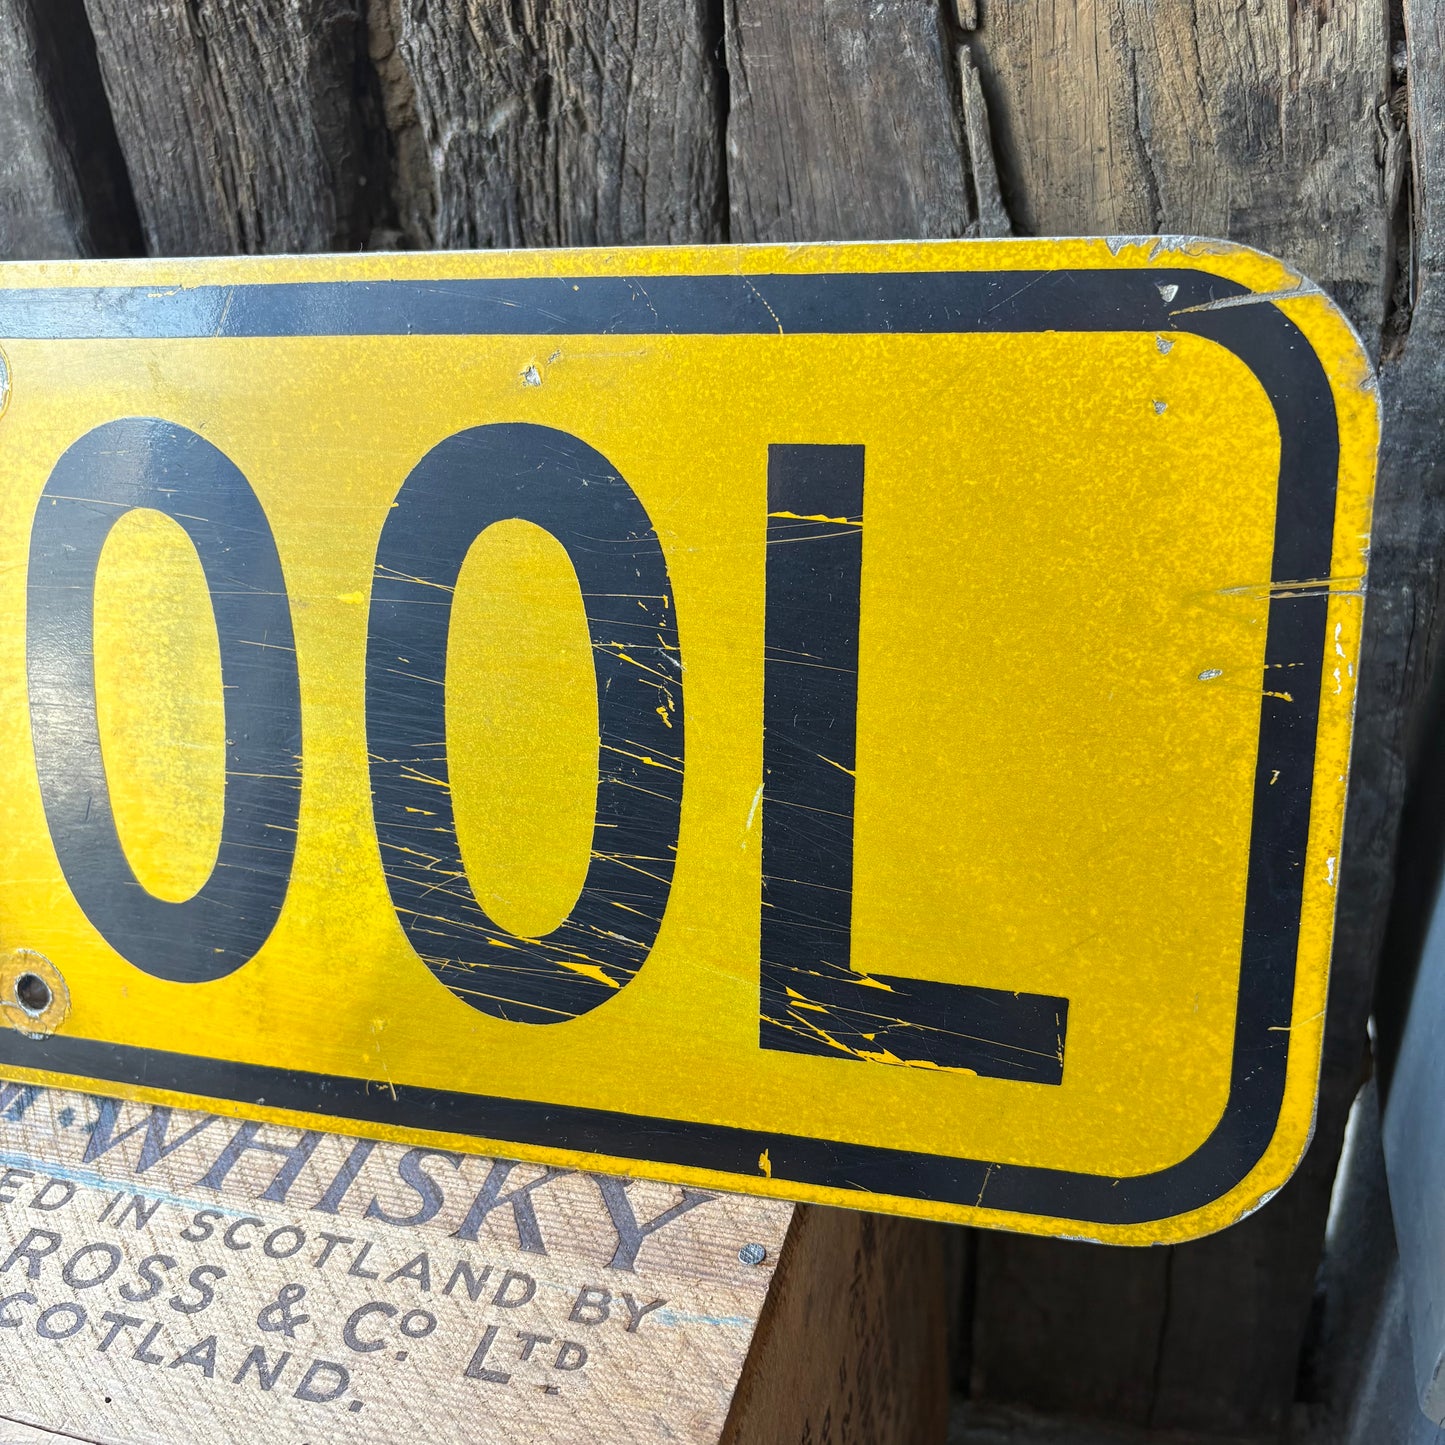 OOL
WHISKY
ED IN SCOTLAND BY
ROSS & Co. LTD
COTLAND.